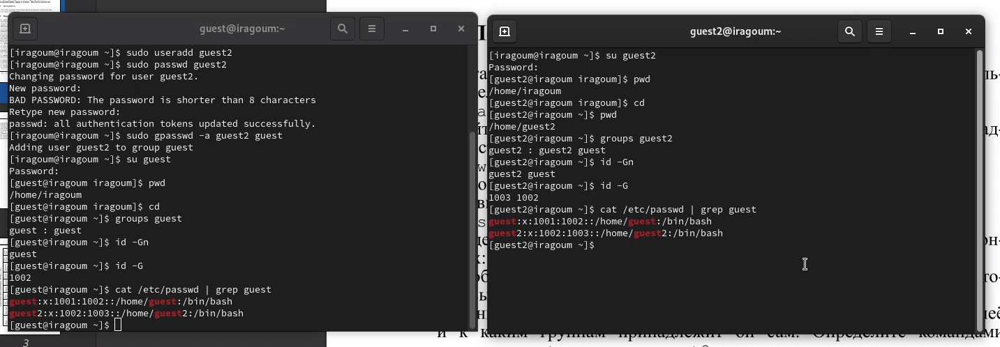 guest@iragoum:~
[iragoum@iragoum ~]$ sudo useradd guest2
[iragoum@iragoum ~]$ sudo passwd guest2
Changing password for user guest2.
New password:
BAD PASSWORD: The password is shorter than 8 characters
Retype new password:
passwd: all authentication tokens updated successfully.
[iragoum@iragoum ~]$ sudo gpasswd -a guest2 guest
Adding user guest2 to group guest
[iragoum@iragoum ~]$ su guest
Password:
[guest@iragoum iragoum]$ pwd
/home/iragoum
[guest@iragoum iragoum]$ cd
[guest@iragoum ~]$ groups guest
guest : guest
[guest@iragoum ~]$ id -Gn
guest
[guest@iragoum ~]$ id -G
1002
[guest@iragoum ~]$ cat /etc/passwd | grep guest
guest:x:1001:1002::/home/guest:/bin/bash
guest2:x:1002:1003::/home/guest2:/bin/bash
[guest@iragoum ~]$
3
guest2@iragoum:~
[iragoum@iragoum ~]$ su guest2
Password:
[guest2@iragoum iragoum]$ pwd
/home/iragoum
[guest2@iragoum iragoum]$ cd
[guest2@iragoum ~]$ pwd
/home/guest2
[guest2@iragoum ~]$ groups guest2
guest2 : guest2 guest
[guest2@iragoum ~]$ id -Gn
guest2 guest
[guest2@iragoum ~]$ id -G
1003 1002
[guest2@iragoum ~]$ cat /etc/passwd | grep guest
guest:x:1001:1002::/home/guest:/bin/bash
guest2:x:1002:1003::/home/guest2:/bin/bash
[guest2@iragoum ~]$
и к каким группам принадлежит он сам. Определите командами